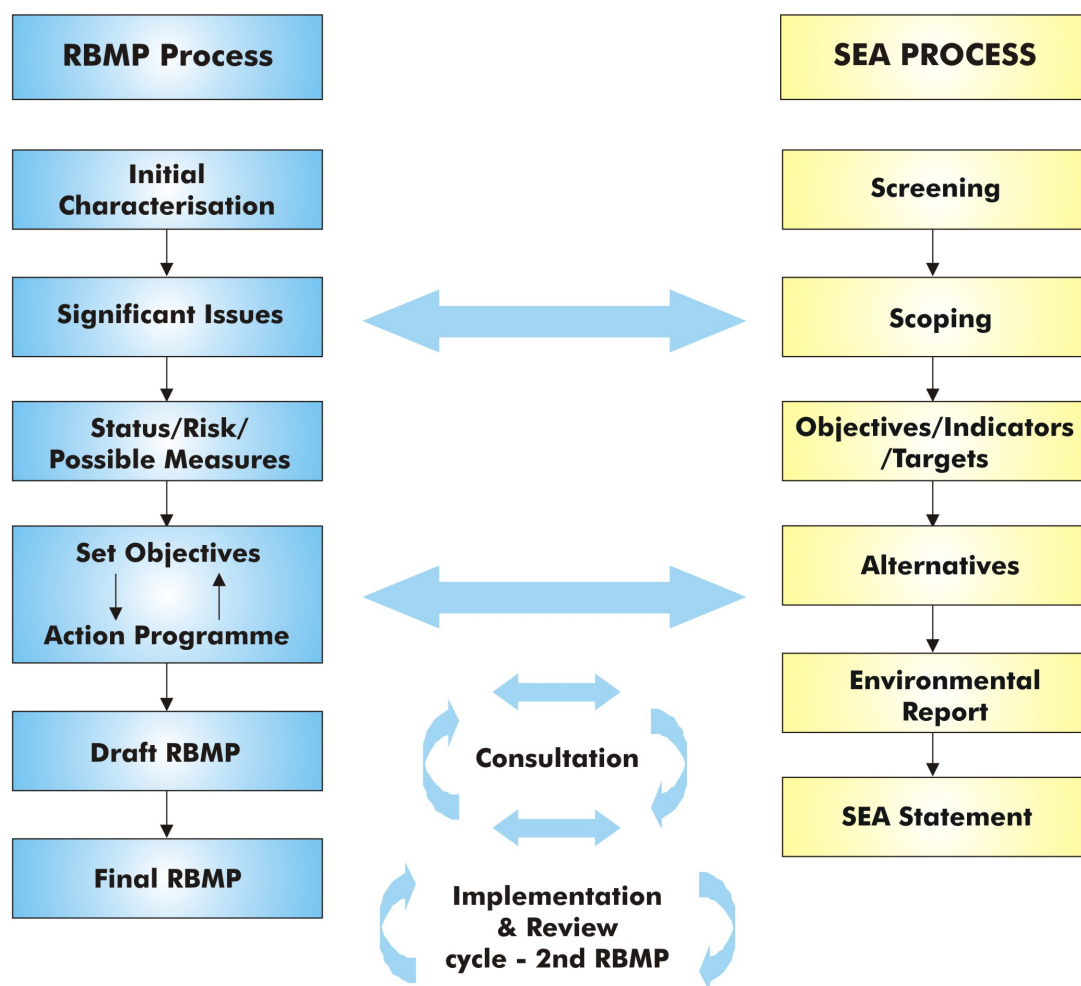 RBMP Process
Initial
Characterisation
Significant Issues
Status/Risk/
Possible Measures
Set Objectives
Action Programme
Draft RBMP
Final RBMP
Consultation
Implementation
& Review
cycle - 2nd RBMP
SEA PROCESS
Screening
Scoping
Objectives/Indicators
/Targets
Alternatives
Environmental
Report
SEA Statement